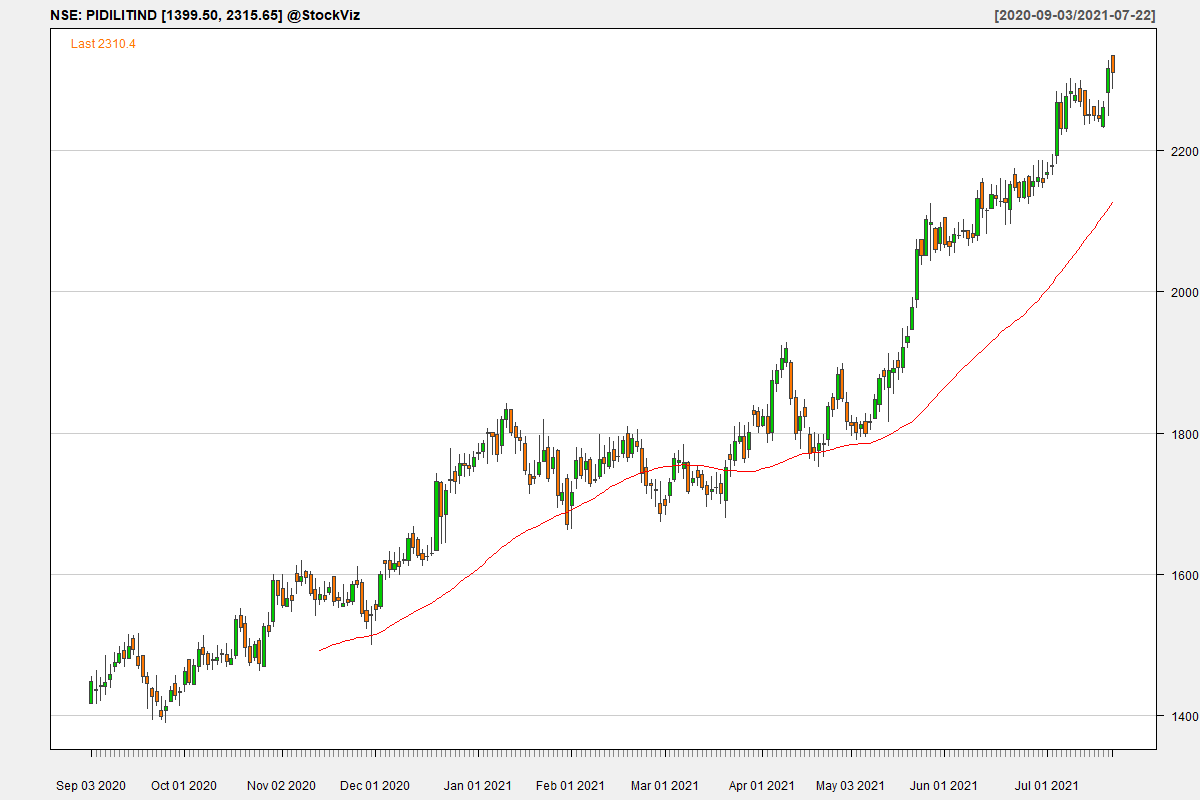 NSE: PIDILITIND [1399.50, 2315.65] @StockViz [2020-09-03/2021-07-22]
Last 2310.4
2200
2000
1800
1600
1400
Sep 03 2020 Oct 01 2020 Nov 02 2020 Dec 01 2020 Jan 01 2021 Feb 01 2021 Mar 01 2021 Apr 01 2021 May 03 2021 Jun 01 2021 Jul 01 2021